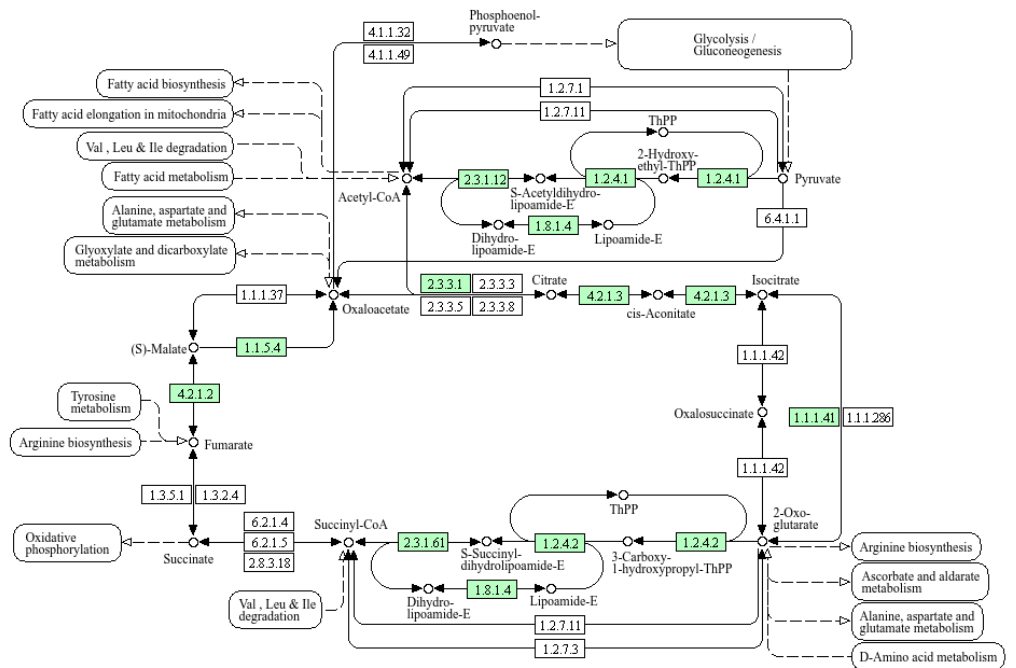 Phosphoenol-
pyruvate
4.1.1.32
4.1.1.49
Glycolysis /
Gluconeogenesis
Fatty acid biosynthesis
Fatty acid elongation in mitochondria
Val , Leu & Ile degradation
Fatty acid metabolism
1.2.7.1
1.2.7.11
ThPP
2-Hydroxy-
ethyl-ThPP
Acetyl-CoA
2.3.1.12
S-Acetyldihydro-
lipoamide-E
1.2.4.1
1.2.4.1
Pyruvate
Alanine, aspartate and
glutamate metabolism
Dihydro-
lipoamide-E
1.8.1.4
Lipoamide-E
6.4.1.1
Glyoxylate and dicarboxylate
metabolism
1.1.1.37
Oxaloacetate
2.3.3.1
2.3.3.3
2.3.3.5
2.3.3.8
Citrate
4.2.1.3
cis-Aconitate
4.2.1.3
Isocitrate
(S)-Malate
1.1.5.4
1.1.1.42
Tyrosine
metabolism
4.2.1.2
Oxalosuccinate
1.1.1.41
1.1.1.286
Arginine biosynthesis
Fumarate
1.1.1.42
1.3.5.1
1.3.2.4
ThPP
2-Oxo-
glutarate
Oxidative
phosphorylation
Succinate
6.2.1.4
6.2.1.5
2.8.3.18
Succinyl-CoA
2.3.1.61
S-Succinyl-
dihydrolipoamide-E
1.2.4.2
3-Carboxy-
1-hydroxypropyl-ThPP
1.2.4.2
Arginine biosynthesis
Ascorbate and aldarate
metabolism
Val , Leu & Ile
degradation
Dihydro-
lipoamide-E
1.8.1.4
Lipoamide-E
1.2.7.11
1.2.7.3
Alanine, aspartate and
glutamate metabolism
D-Amino acid metabolism